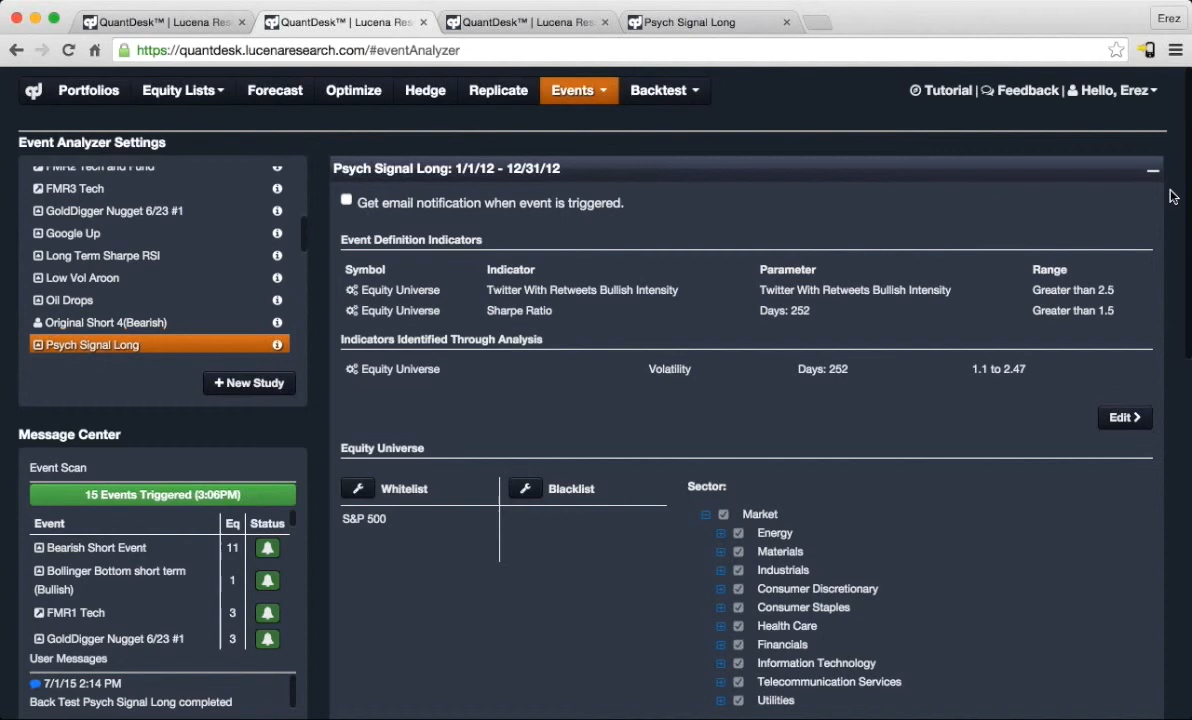 QuantDesk™ | Lucena Res
QuantDesk™ | Lucena Res
QuantDesk™ | Lucena Res
Psych Signal Long
Erez
https://quantdesk.lucenaresearch.com/#eventAnalyzer
qd Portfolios Equity Lists Forecast Optimize Hedge Replicate Events Backtest Tutorial | Feedback | Hello, Erez
Event Analyzer Settings
FMR2 Tech and Fund
FMR3 Tech
GoldDigger Nugget 6/23 #1
Google Up
Long Term Sharpe RSI
Low Vol Aroon
Oil Drops
Original Short 4(Bearish)
Psych Signal Long
+ New Study
Message Center
Event Scan
15 Events Triggered (3:06PM)
Event Eq Status
Bearish Short Event 11
Bollinger Bottom short term
(Bullish) 1
FMR1 Tech 3
GoldDigger Nugget 6/23 #1 3
User Messages
7/1/15 2:14 PM
Back Test Psych Signal Long completed
Psych Signal Long: 1/1/12 - 12/31/12
Get email notification when event is triggered.
Event Definition Indicators
Symbol Indicator Parameter Range
Equity Universe Twitter With Retweets Bullish Intensity Twitter With Retweets Bullish Intensity Greater than 2.5
Equity Universe Sharpe Ratio Days: 252 Greater than 1.5
Indicators Identified Through Analysis
Equity Universe Volatility Days: 252 1.1 to 2.47
Edit
Equity Universe
Whitelist Blacklist
S&P 500
Sector:
Market
Energy
Materials
Industrials
Consumer Discretionary
Consumer Staples
Health Care
Financials
Information Technology
Telecommunication Services
Utilities